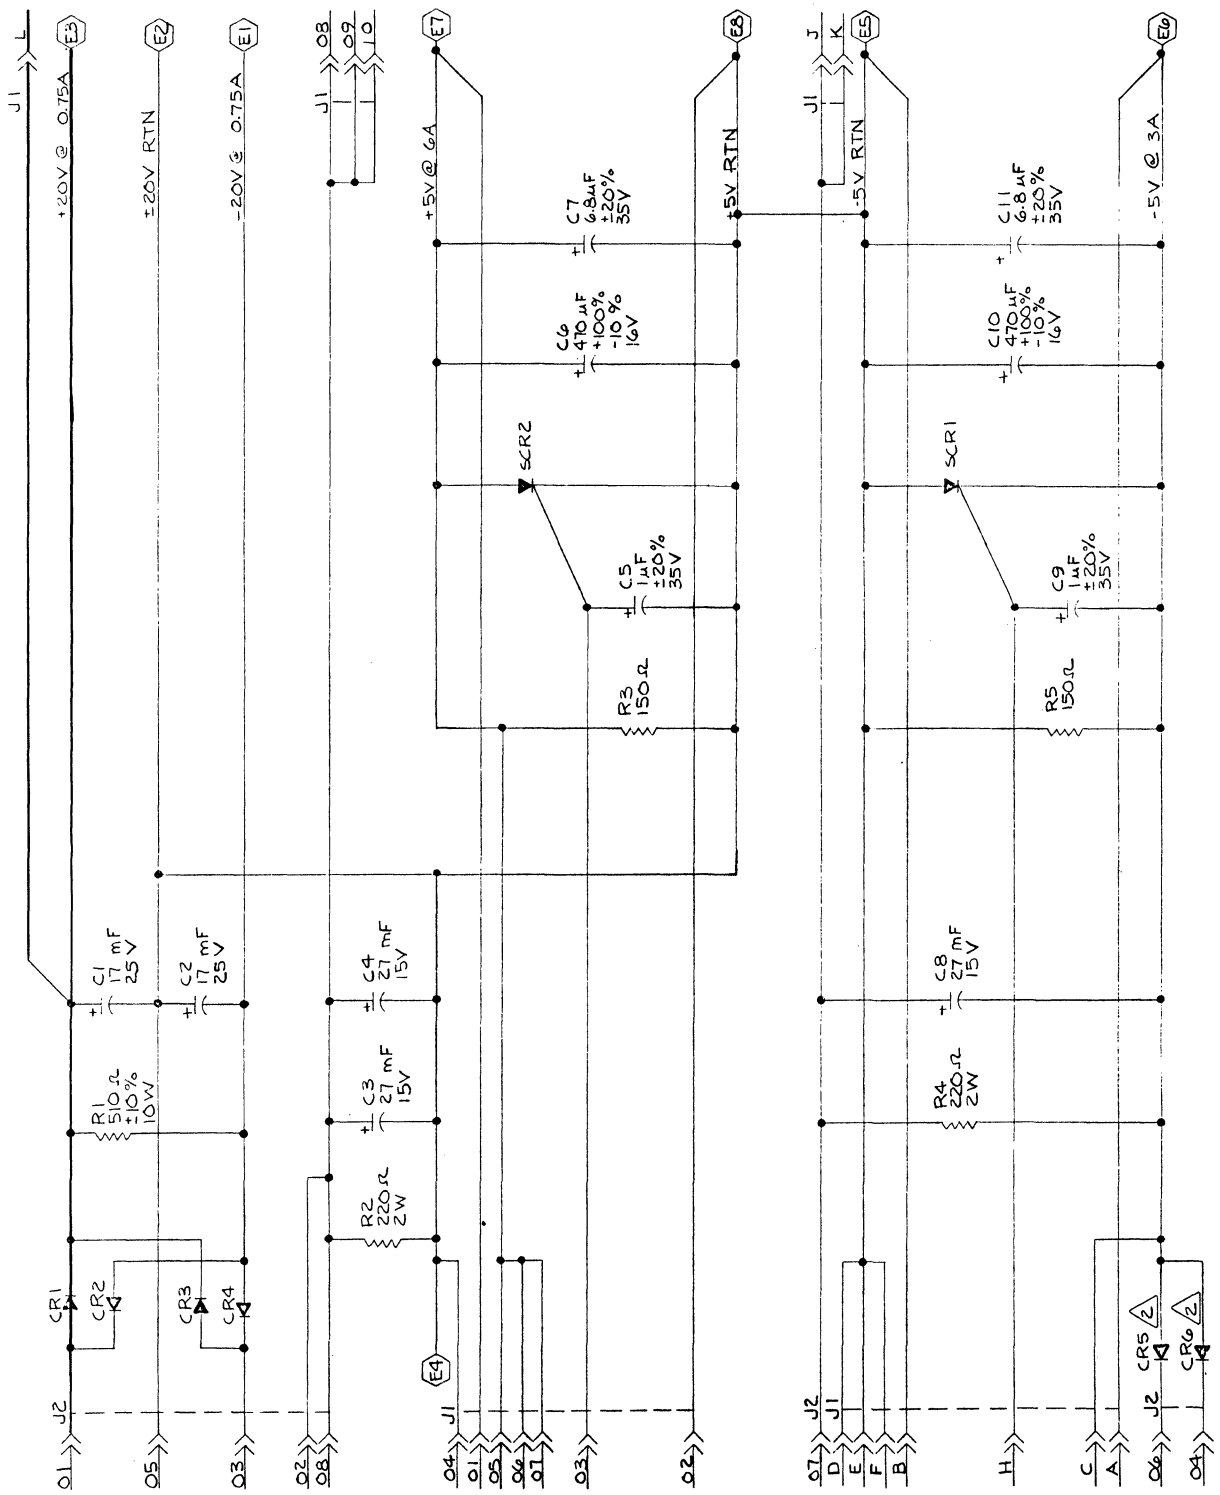 J1
L
+20V @ 0.75A
E3
±20V RTN
E2
-20V @ 0.75A
E1
J1
08
09
10
+5V @ 6A
E7
+5V RTN
E8
J1
J
K
-5V RTN
E5
-5V @ 3A
E6
C7
6.8µF
±20%
35V
C6
470µF
+100%
-10%
16V
SCR2
C5
1µF
±20%
35V
R3
150Ω
C11
6.8µF
±20%
35V
C10
470µF
+100%
-10%
16V
SCR1
C9
1µF
±20%
35V
R5
150Ω
C1
17 mF
25V
C2
17 mF
25V
R1
510Ω
±10%
10W
C4
27 mF
15V
C3
27 mF
15V
R2
220Ω
2W
C8
27 mF
15V
R4
220Ω
2W
CR1
CR2
CR3
CR4
E4
CR5
2
CR6
2
J2
01
05
03
02
08
J1
04
01
05
06
07
03
02
J2
07
J1
D
E
F
B
H
C
A
J2
06
04